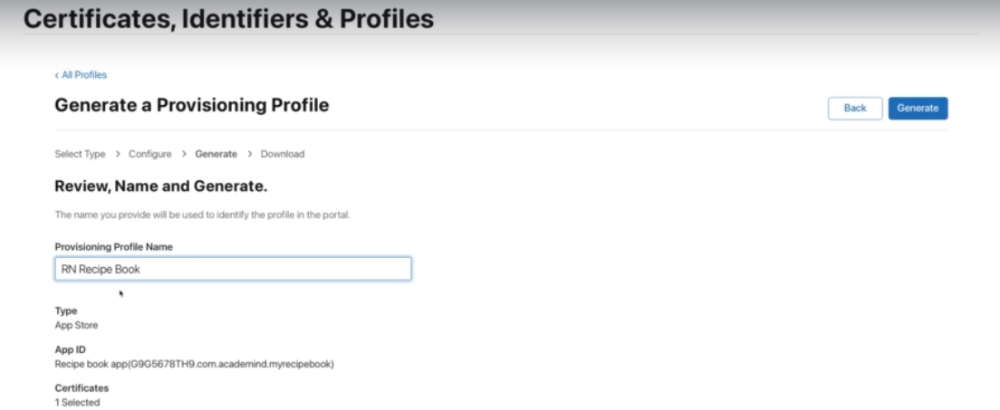 Certificates, Identifiers & Profiles
‹ All Profiles
Generate a Provisioning Profile
Back
Generate
Select Type > Configure > Generate > Download
Review, Name and Generate.
The name you provide will be used to identify the profile in the portal.
Provisioning Profile Name
RN Recipe Book
Type
App Store
App ID
Recipe book app(G9G5678TH9.com.academind.myrecipebook)
Certificates
1 Selected